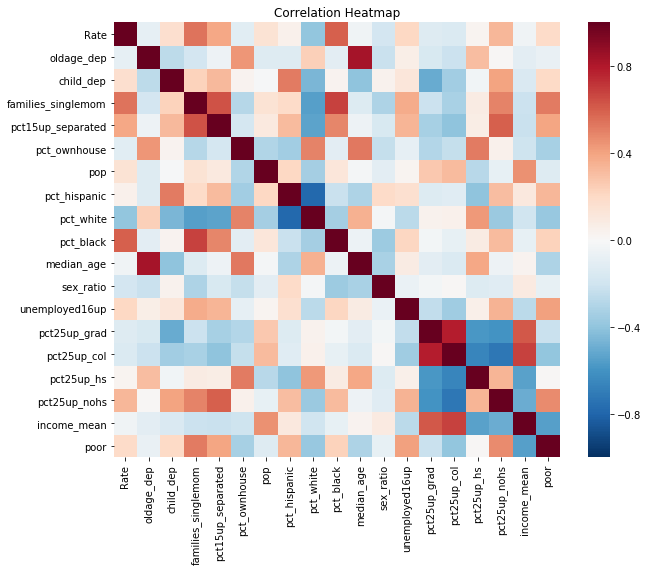 Correlation Heatmap
Rate
oldage_dep
child_dep
families_singlemom
pct15up_separated
pct_ownhouse
pop
pct_hispanic
pct_white
pct_black
median_age
sex_ratio
unemployed16up
pct25up_grad
pct25up_col
pct25up_hs
pct25up_nohs
income_mean
poor
Rate
oldage_dep
child_dep
families_singlemom
pct15up_separated
pct_ownhouse
pop
pct_hispanic
pct_white
pct_black
median_age
sex_ratio
unemployed16up
pct25up_grad
pct25up_col
pct25up_hs
pct25up_nohs
income_mean
poor
0.8
0.4
0.0
−0.4
−0.8